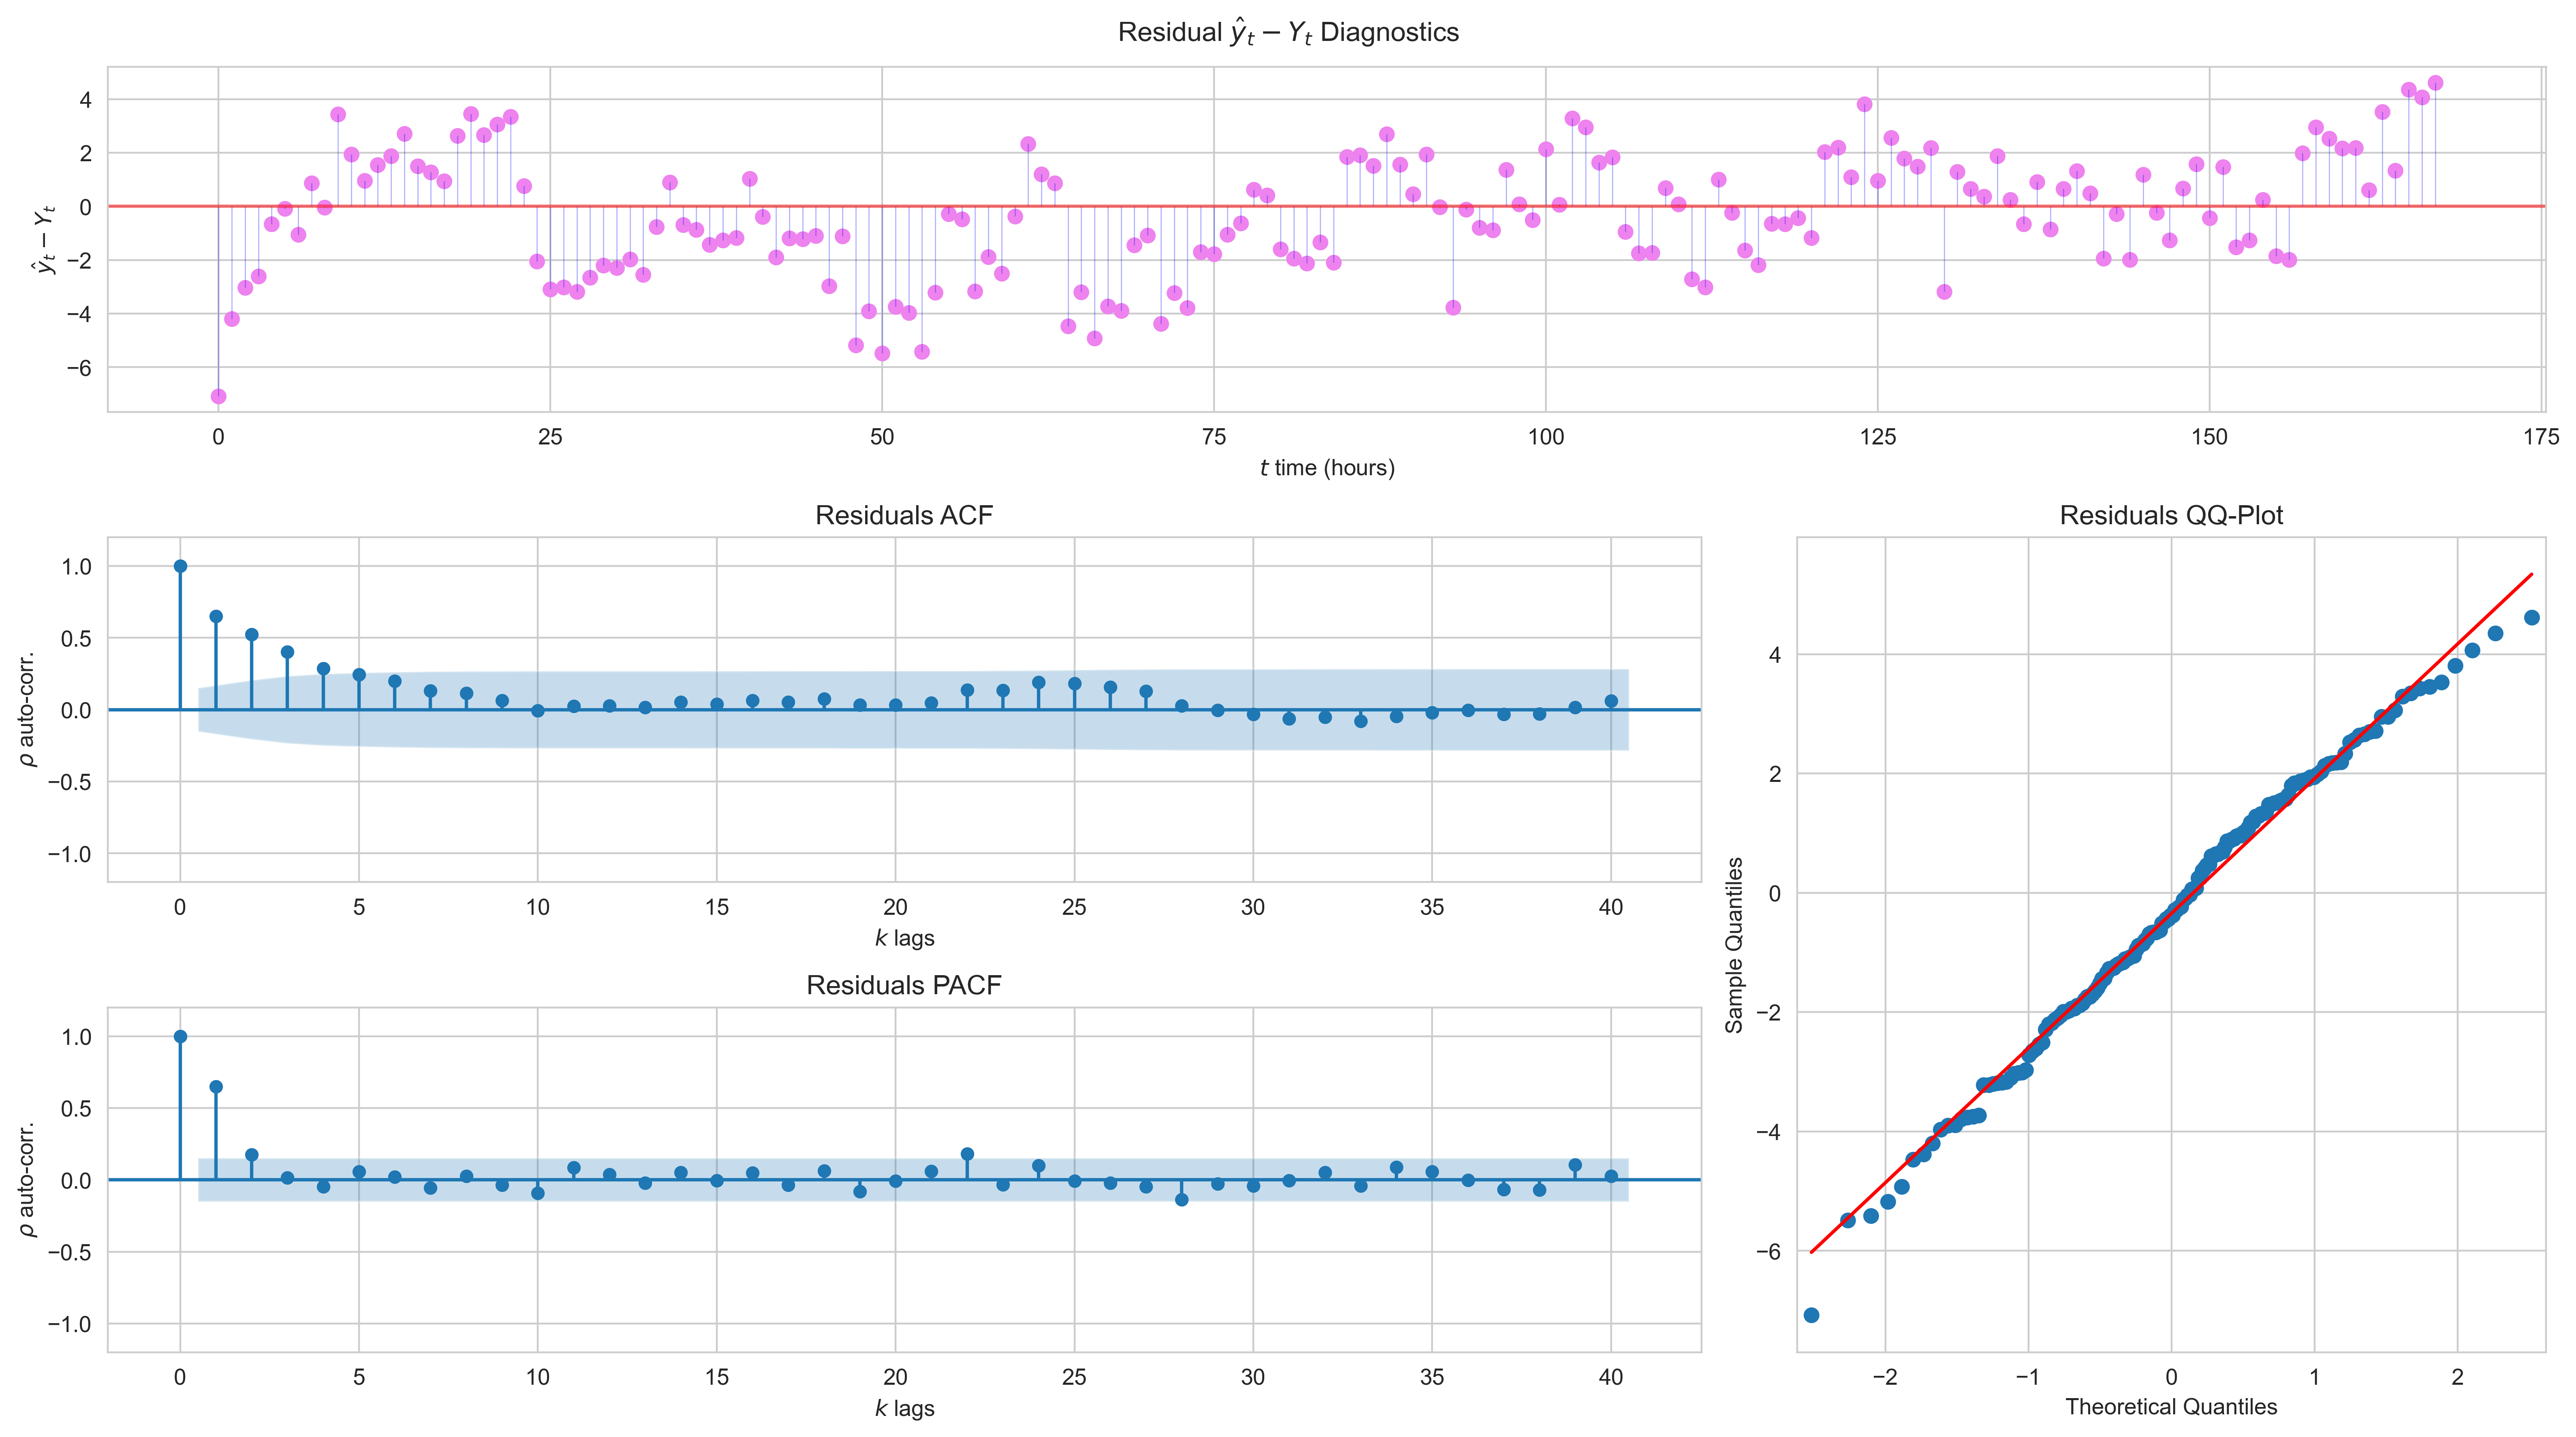 Residual ŷₜ − Yₜ Diagnostics
4
2
0
−2
−4
−6
ŷₜ − Yₜ
0 25 50 75 100 125 150 175
t time (hours)
Residuals ACF
1.0
0.5
0.0
−0.5
−1.0
ρ auto-corr.
0 5 10 15 20 25 30 35 40
k lags
Residuals PACF
1.0
0.5
0.0
−0.5
−1.0
ρ auto-corr.
0 5 10 15 20 25 30 35 40
k lags
Residuals QQ-Plot
4
2
0
−2
−4
−6
Sample Quantiles
−2 −1 0 1 2
Theoretical Quantiles